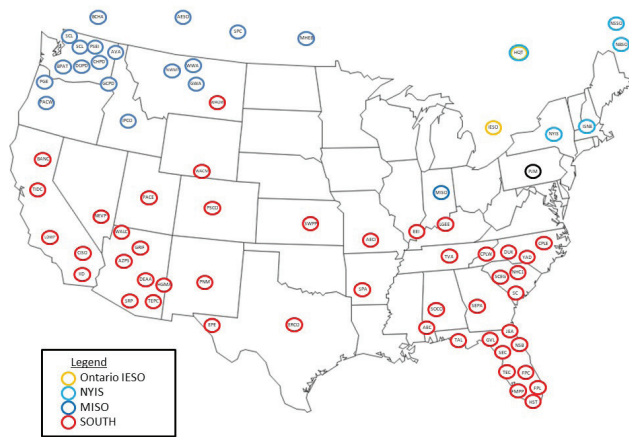 BCHA
AESO
SPC
MHEB
HQT
NSSO
NBSO
SCL
SCL
PSEI
AVA
BPAT
DOPD
CHPD
GCPD
PGE
PACW
IPCO
NWMT
WWA
GWA
WAUW
IESO
NYIS
ISNE
PJM
MISO
BANC
TIDC
LDWP
CISO
IID
NEVP
PACE
WACM
PSCO
WALC
GRIF
AZPS
DEAA
HGMA
SRP
TEPC
PNM
EPE
ERCO
SWPP
AECI
SPA
EEI
LGEE
TVA
CPLW
DUK
YAD
CPLE
SCEG
SC
SOCO
SEPA
AEC
TAL
GVL
JEA
SEC
NSB
TEC
FPC
FMPP
FPL
HST
Legend
Ontario IESO
NYIS
MISO
SOUTH